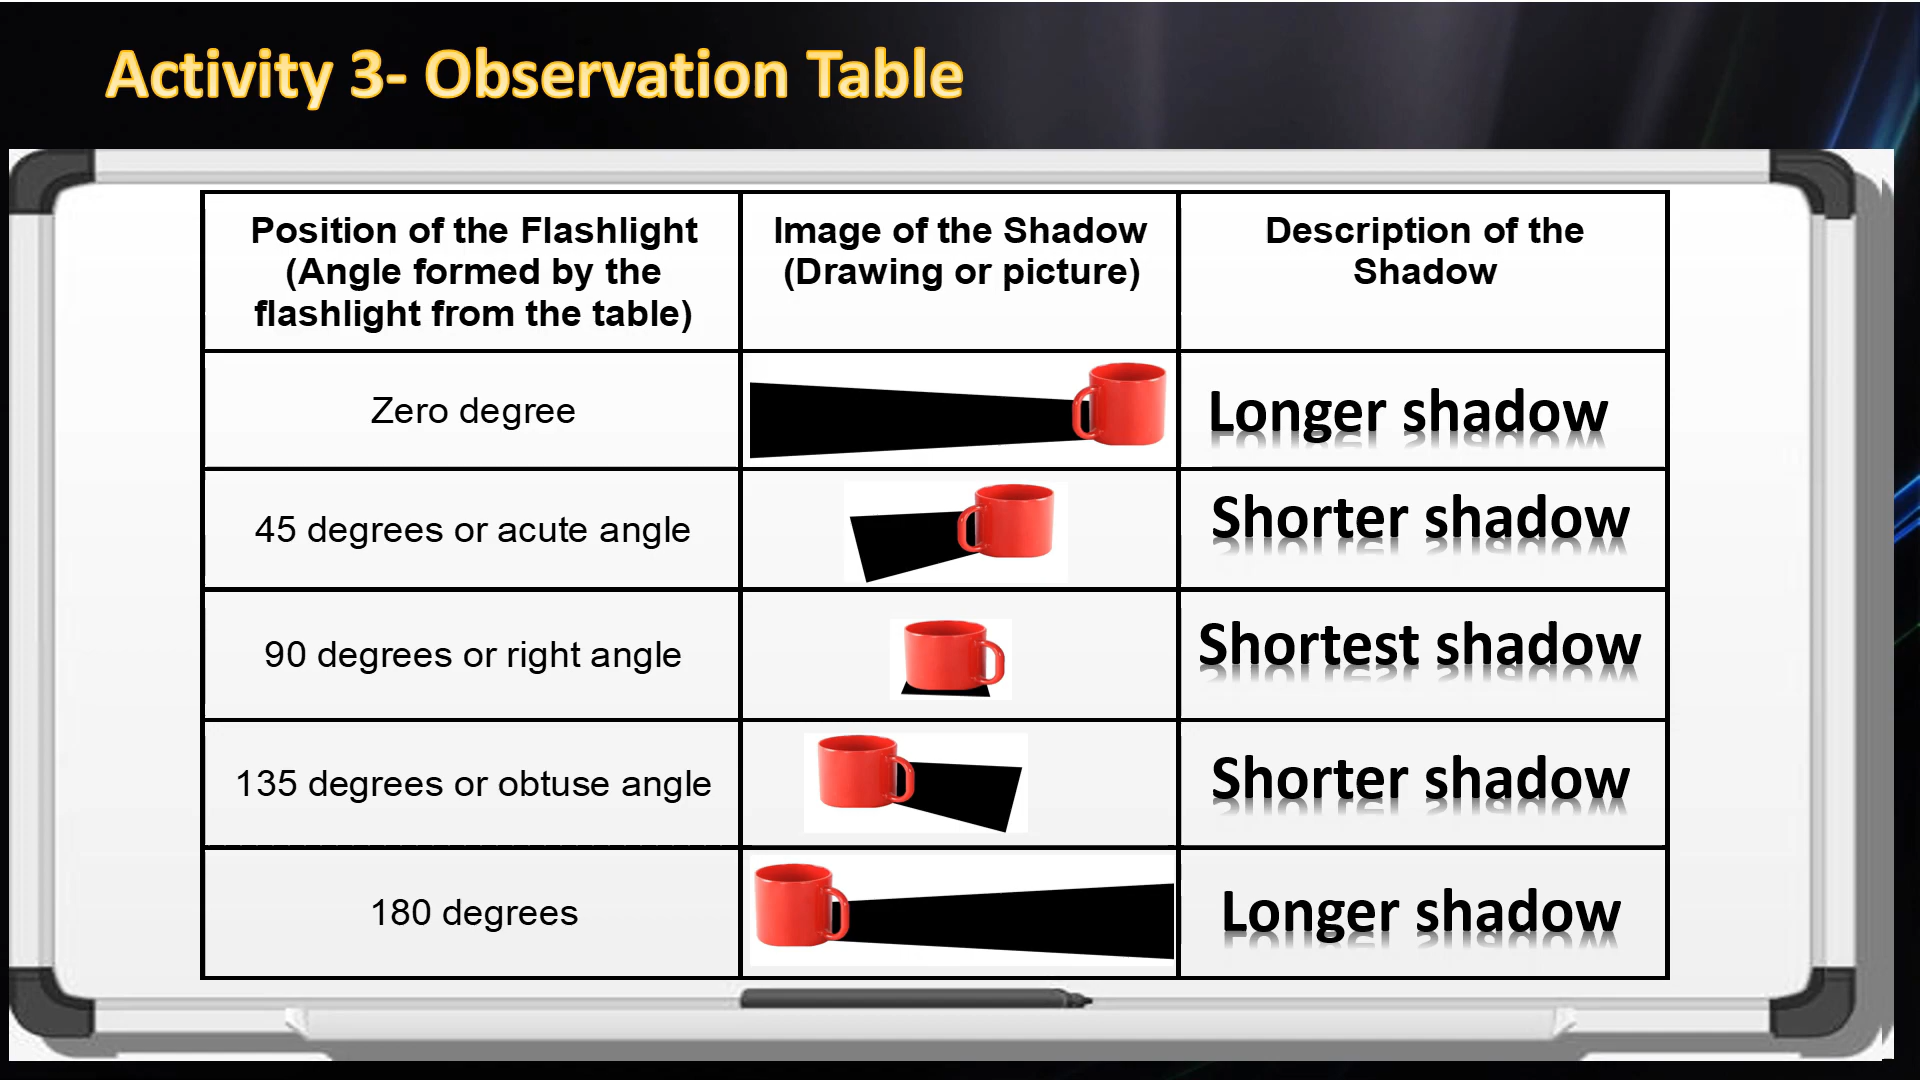 Activity 3- Observation Table
Position of the Flashlight
(Angle formed by the
flashlight from the table)
Image of the Shadow
(Drawing or picture)
Description of the
Shadow
Zero degree
Longer shadow
45 degrees or acute angle
Shorter shadow
90 degrees or right angle
Shortest shadow
135 degrees or obtuse angle
Shorter shadow
180 degrees
Longer shadow